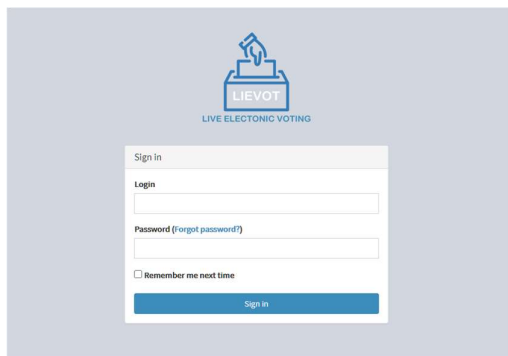 LIEVOT
LIVE ELECTONIC VOTING
Sign in
Login
Password (Forgot password?)
Remember me next time
Sign in